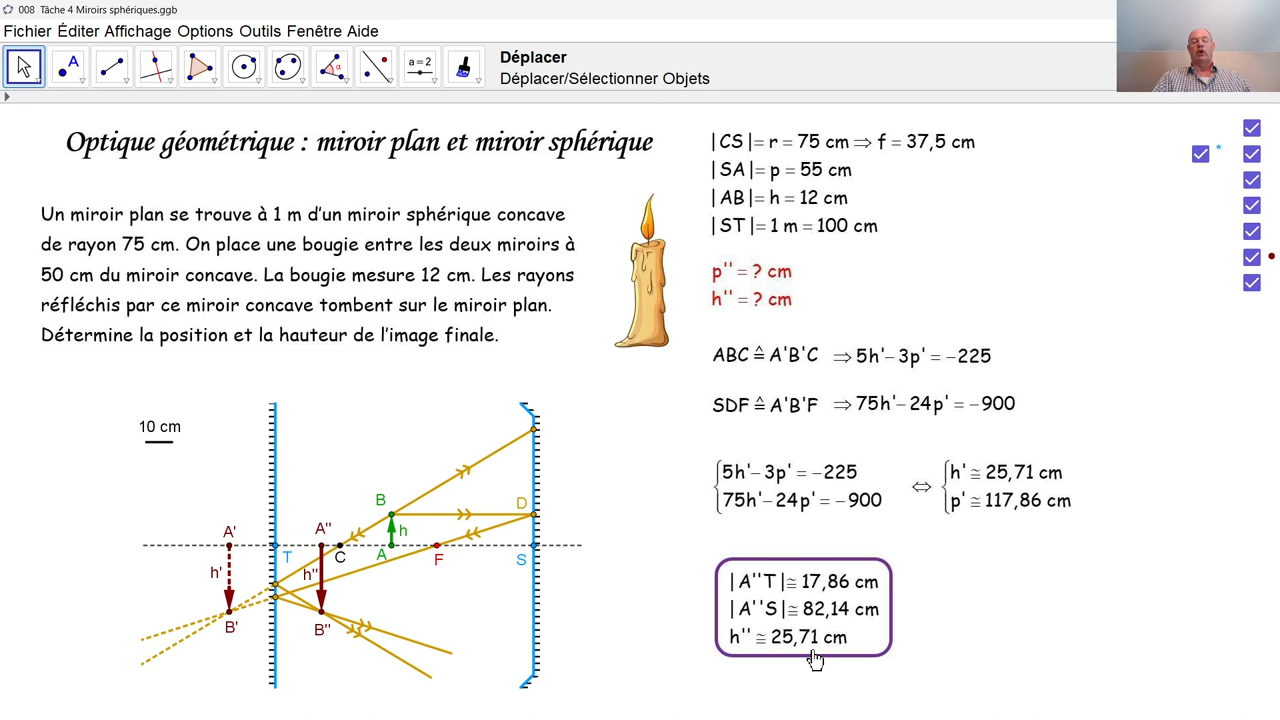 008 Tâche 4 Miroirs sphériques.ggb
Fichier Éditer Affichage Options Outils Fenêtre Aide
A
α
a=2
Déplacer
Déplacer/Sélectionner Objets
Optique géométrique : miroir plan et miroir sphérique
Un miroir plan se trouve à 1 m d'un miroir sphérique concave
de rayon 75 cm. On place une bougie entre les deux miroirs à
50 cm du miroir concave. La bougie mesure 12 cm. Les rayons
réfléchis par ce miroir concave tombent sur le miroir plan.
Détermine la position et la hauteur de l'image finale.
|CS|= r = 75 cm ⇒ f = 37,5 cm
|SA|= p = 55 cm
|AB|= h = 12 cm
|ST|= 1 m = 100 cm
*
p'' = ? cm
h'' = ? cm
ABC ≙ A'B'C ⇒ 5h'− 3p' = −225
SDF ≙ A'B'F ⇒ 75h'− 24p' = −900
5h'− 3p' = −225
75h'− 24p' = −900
⇔
h' ≅ 25,71 cm
p' ≅ 117,86 cm
|A''T|≅ 17,86 cm
|A''S|≅ 82,14 cm
h'' ≅ 25,71 cm
10 cm
B
D
h
A'
A''
T
C
A
F
S
h'
h''
B'
B''